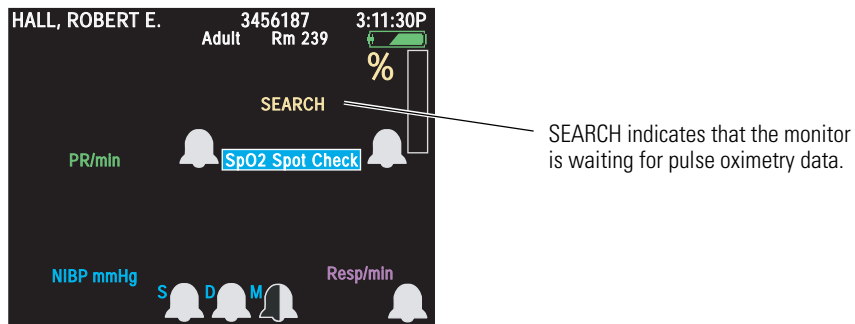 HALL, ROBERT E. 3456187 3:11:30P
Adult Rm 239
%
SEARCH
SEARCH indicates that the monitor
is waiting for pulse oximetry data.
PR/min SpO2 Spot Check
NIBP mmHg Resp/min
S D M